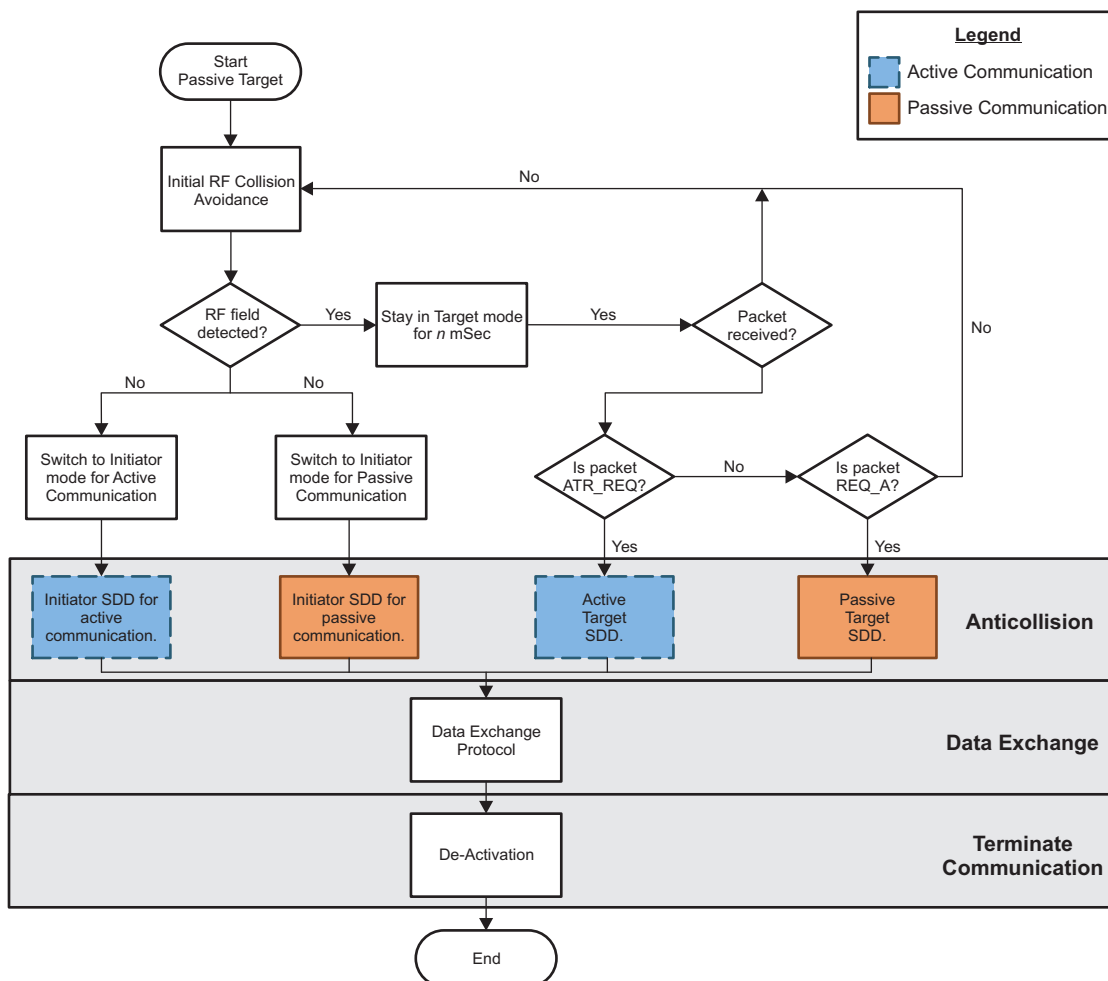 Legend
Active Communication
Passive Communication
Start
Passive Target
Initial RF Collision
Avoidance
No
RF field
detected?
Yes
Stay in Target mode
for n mSec
Yes
Packet
received?
No
No
No
Switch to Initiator
mode for Active
Communication
Switch to Initiator
mode for Passive
Communication
Is packet
ATR_REQ?
No
Is packet
REQ_A?
Yes
Yes
Initiator SDD for
active
communication.
Initiator SDD for
passive
communication.
Active
Target
SDD.
Passive
Target
SDD.
Anticollision
Data Exchange
Protocol
Data Exchange
De-Activation
Terminate
Communication
End